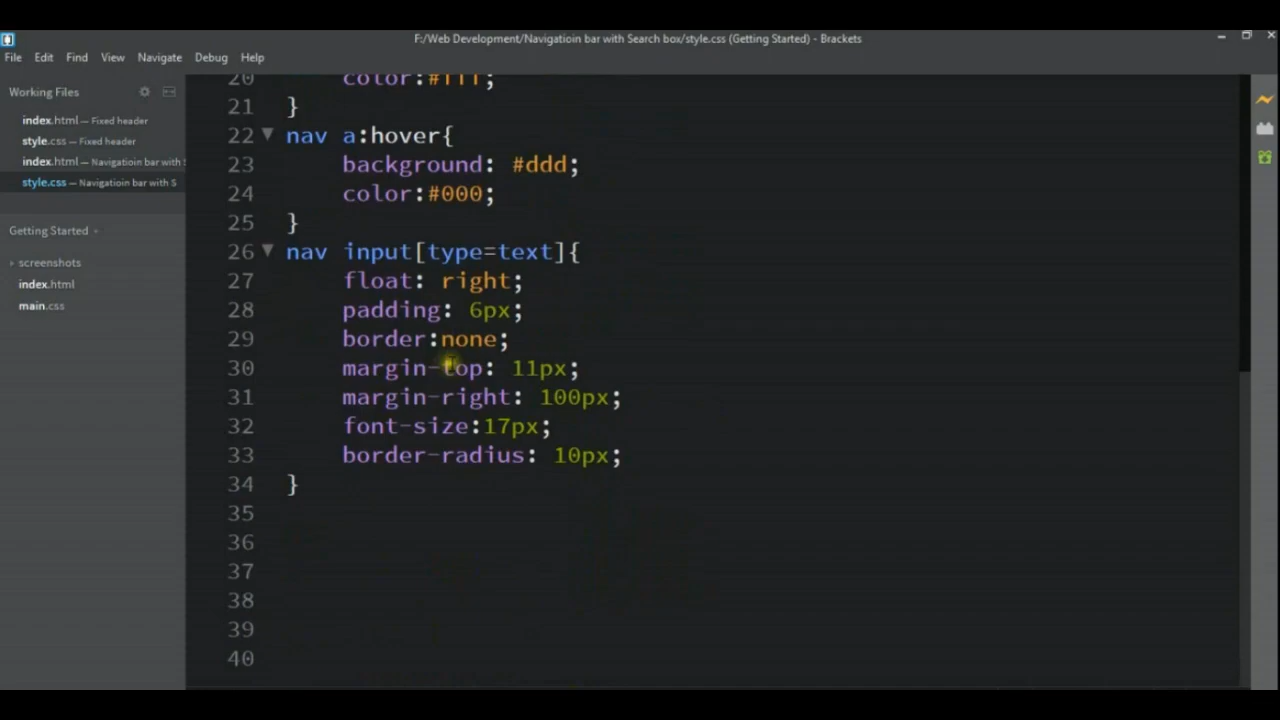 F:/Web Development/Navigatioin bar with Search box/style.css (Getting Started) - Brackets
File Edit Find View Navigate Debug Help
Working Files
index.html — Fixed header
style.css — Fixed header
index.html — Navigatioin bar with S
style.css — Navigatioin bar with S
Getting Started
screenshots
index.html
main.css
20 color:#fff;
21 }
22 nav a:hover{
23 background: #ddd;
24 color:#000;
25 }
26 nav input[type=text]{
27 float: right;
28 padding: 6px;
29 border:none;
30 margin-top: 11px;
31 margin-right: 100px;
32 font-size:17px;
33 border-radius: 10px;
34 }
35
36
37
38
39
40